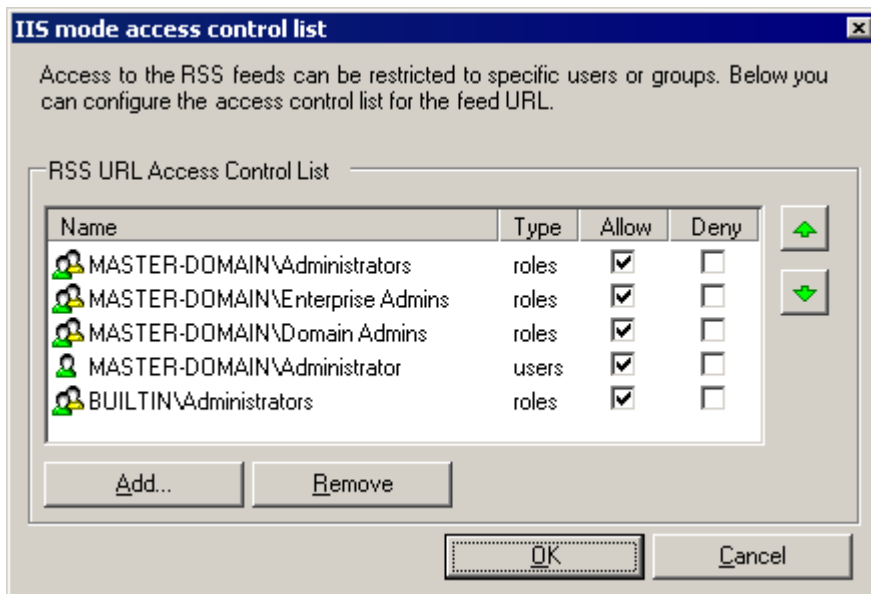 IIS mode access control list
Access to the RSS feeds can be restricted to specific users or groups. Below you
can configure the access control list for the feed URL.
RSS URL Access Control List
Name Type Allow Deny
MASTER-DOMAIN\Administrators roles
MASTER-DOMAIN\Enterprise Admins roles
MASTER-DOMAIN\Domain Admins roles
MASTER-DOMAIN\Administrator users
BUILTIN\Administrators roles
Add... Remove
OK Cancel